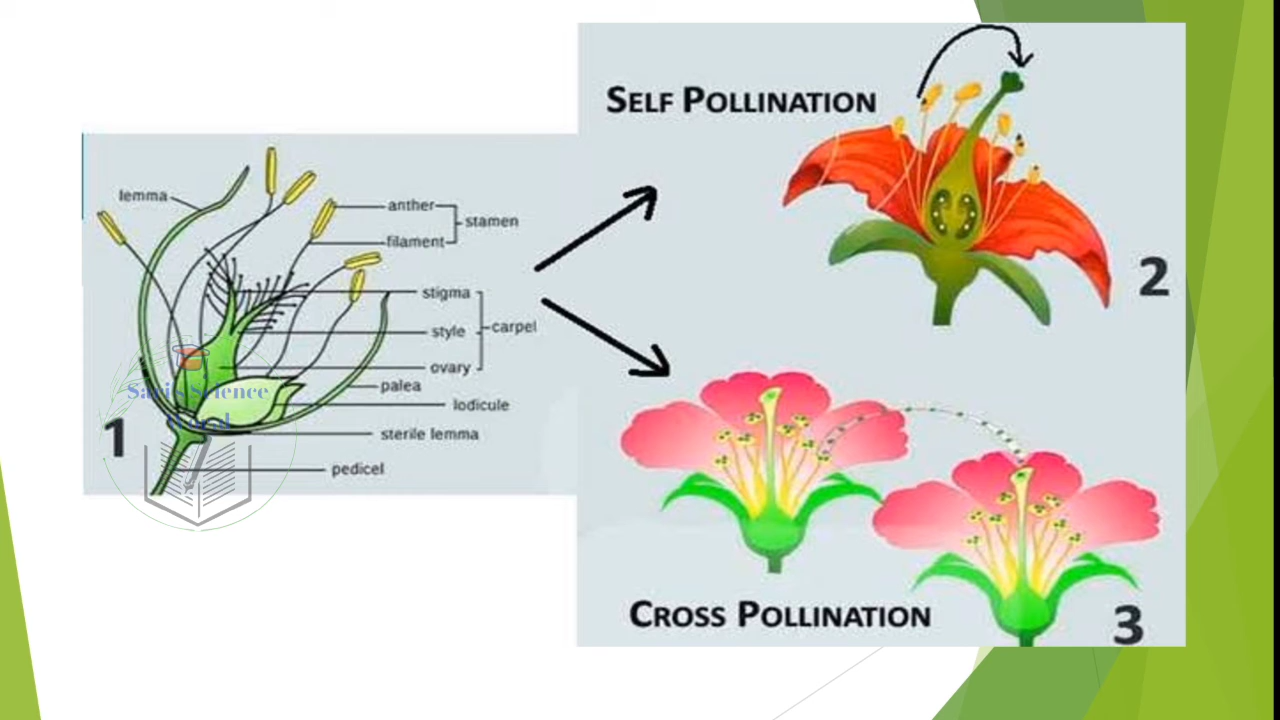 SELF POLLINATION
2
lemma
anther
stamen
filament
stigma
style
carpel
ovary
palea
lodicule
sterile lemma
pedicel
1
CROSS POLLINATION
3